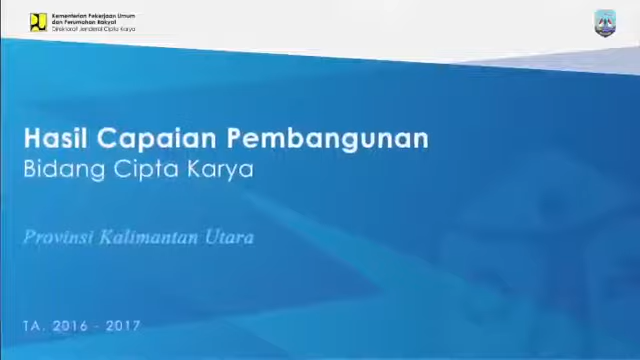 Kementerian Pekerjaan Umum
dan Perumahan Rakyat
Direktorat Jenderal Cipta Karya
Hasil Capaian Pembangunan
Bidang Cipta Karya
Provinsi Kalimantan Utara
TA. 2016 - 2017